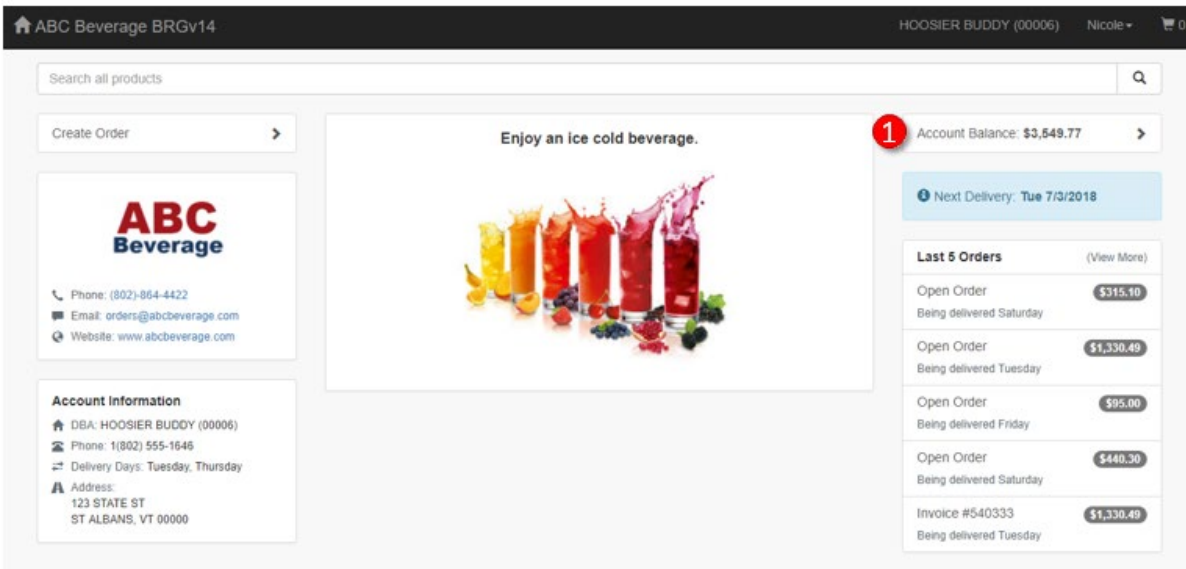 ABC Beverage BRGv14
HOOSIER BUDDY (00006) Nicole 0
Search all products
Create Order
ABC
Beverage
Phone: (802)-864-4422
Email: orders@abcbeverage.com
Website: www.abcbeverage.com
Account Information
DBA: HOOSIER BUDDY (00006)
Phone: 1(802) 555-1646
Delivery Days: Tuesday, Thursday
Address:
123 STATE ST
ST ALBANS, VT 00000
Enjoy an ice cold beverage.
1
Account Balance: $3,549.77
Next Delivery: Tue 7/3/2018
Last 5 Orders (View More)
Open Order $315.10
Being delivered Saturday
Open Order $1,330.49
Being delivered Tuesday
Open Order $95.00
Being delivered Friday
Open Order $440.30
Being delivered Saturday
Invoice #540333 $1,330.49
Being delivered Tuesday